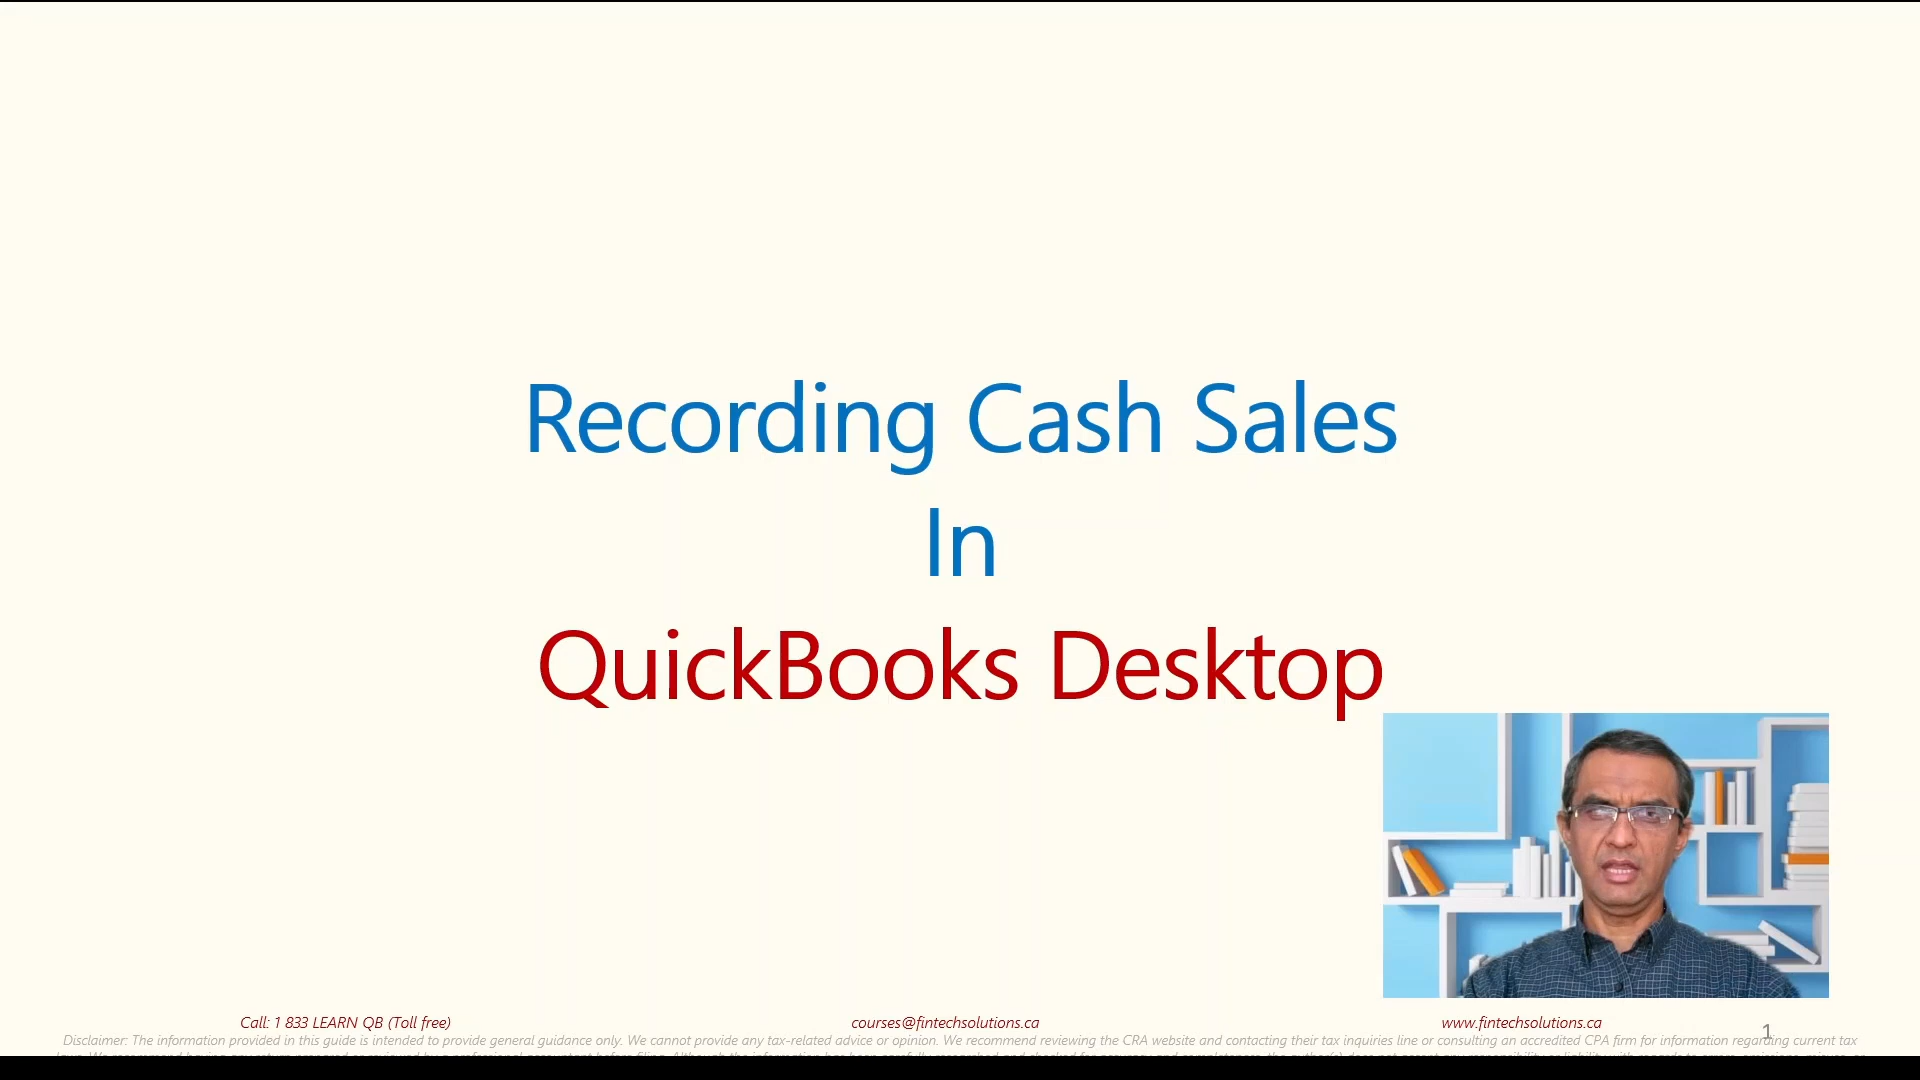 Recording Cash Sales
In
QuickBooks Desktop
Call: 1 833 LEARN QB (Toll free)
courses@fintechsolutions.ca
www.fintechsolutions.ca
1
Disclaimer: The information provided in this guide is intended to provide general guidance only. We cannot provide any tax-related advice or opinion. We recommend reviewing the CRA website and contacting their tax inquiries line or consulting an accredited CPA firm for information regarding current tax